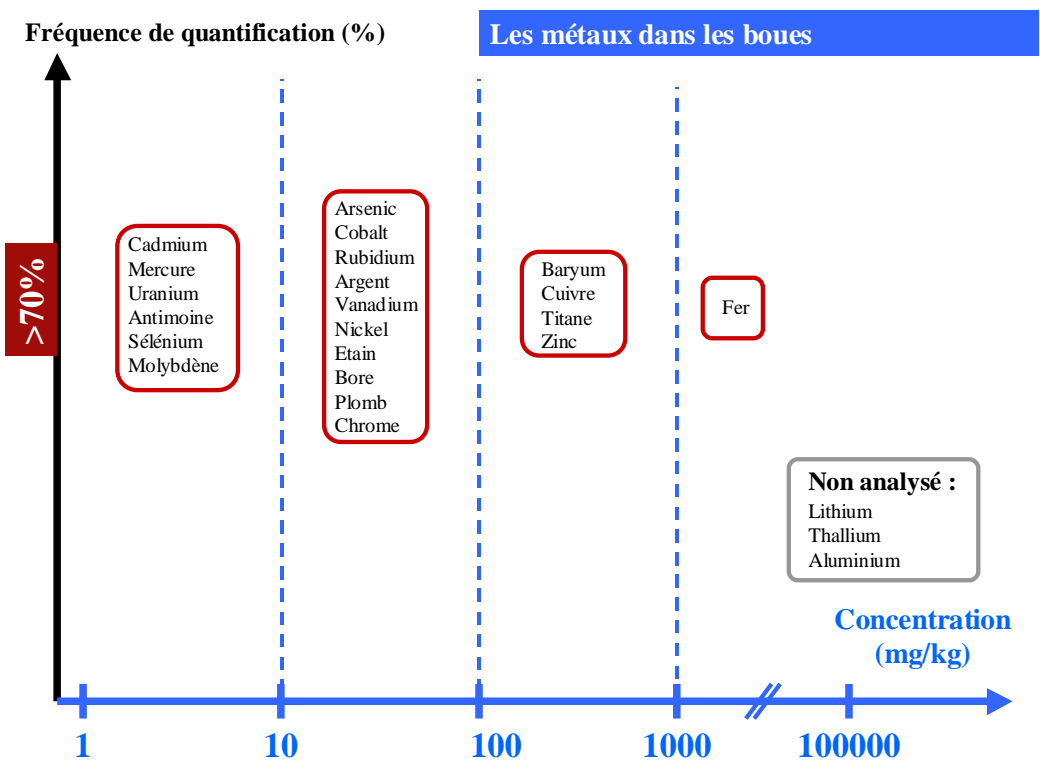 Fréquence de quantification (%)
Les métaux dans les boues
>70%
Cadmium
Mercure
Uranium
Antimoine
Sélénium
Molybdène
Arsenic
Cobalt
Rubidium
Argent
Vanadium
Nickel
Etain
Bore
Plomb
Chrome
Baryum
Cuivre
Titane
Zinc
Fer
Non analysé :
Lithium
Thallium
Aluminium
Concentration
(mg/kg)
1 10 100 1000 100000